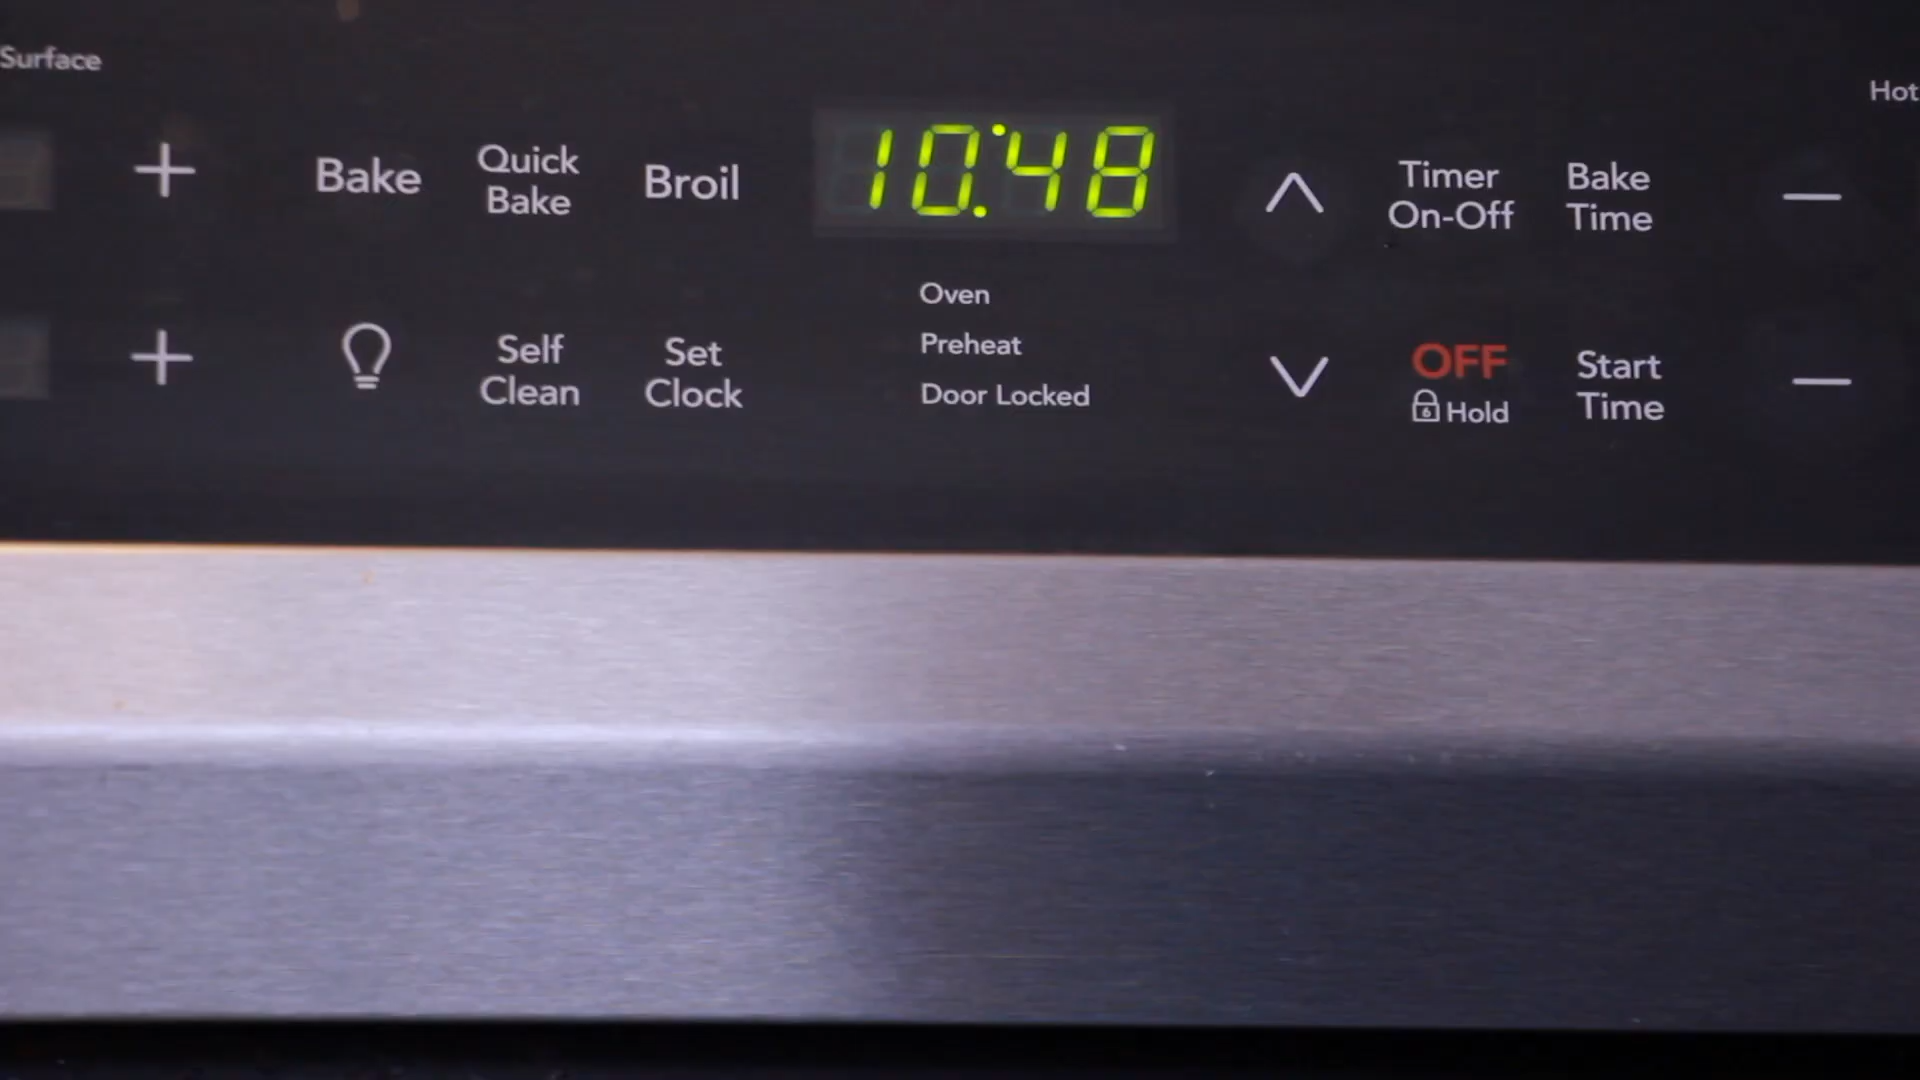 Surface
Hot
Bake
Quick
Bake
Broil
10:48
Timer
On-Off
Bake
Time
Oven
Preheat
Door Locked
Self
Clean
Set
Clock
OFF
6 Hold
Start
Time